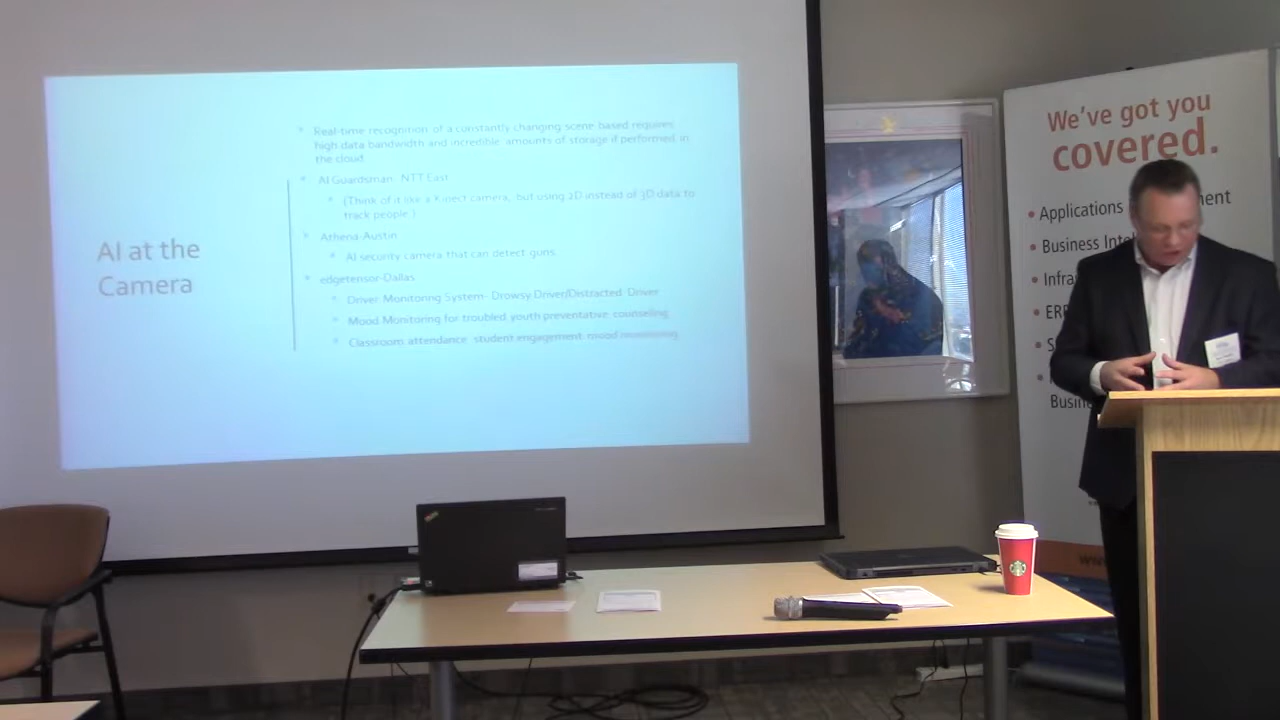 AI at the
Camera
Real-time recognition of a constantly changing scene-based requires
high data bandwidth and incredible amounts of storage if performed in
the cloud.
AI Guardsman NTT East
(Think of it like a Kinect camera, but using 2D instead of 3D data to
track people.)
Athena-Austin
AI security camera that can detect guns.
edgetensor-Dallas
Driver Monitoring System- Drowsy Driver/Distracted Driver
Mood Monitoring for troubled youth preventative counseling
Classroom attendance student engagement mood monitoring
We've got you
covered.
Applications
Business